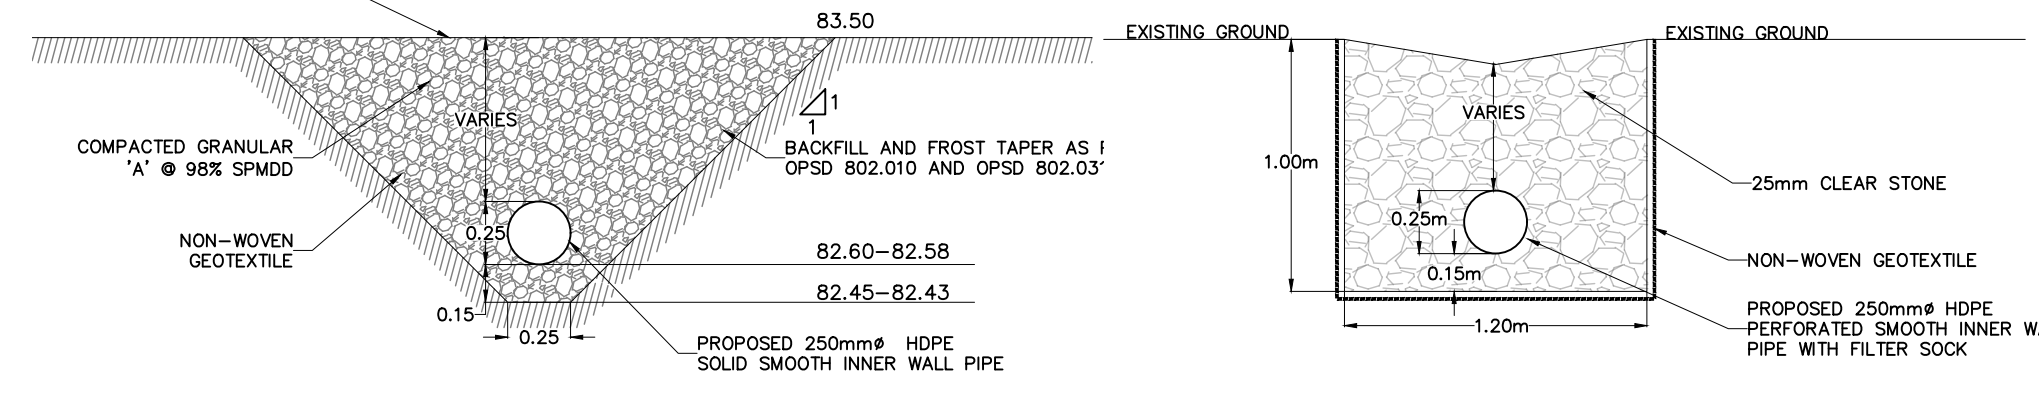 83.50
VARIES
1
1
COMPACTED GRANULAR
'A' @ 98% SPMDD
BACKFILL AND FROST TAPER AS
OPSD 802.010 AND OPSD
0.25
NON-WOVEN
GEOTEXTILE
82.60-82.58
82.45-82.43
0.15
0.25
PROPOSED 250mmø HDPE
SOLID SMOOTH INNER WALL PIPE
EXISTING GROUND
EXISTING GROUND
VARIES
1.00m
25mm CLEAR STONE
0.25m
0.15m
NON-WOVEN GEOTEXTILE
1.20m
PROPOSED 250mmø HDPE
PERFORATED SMOOTH INNER
PIPE WITH FILTER SOCK